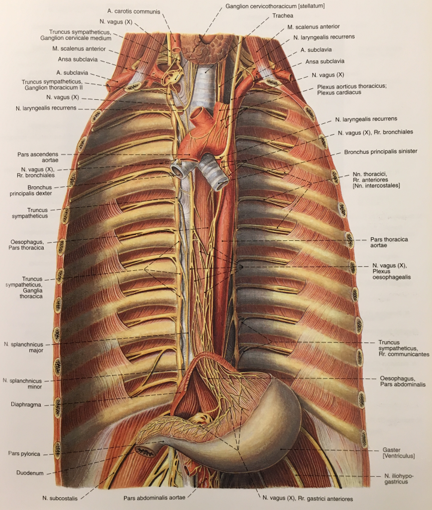 A. carotis communis
N. vagus (X)
Truncus sympatheticus,
Ganglion cervicale medium
M. scalenus anterior
Ansa subclavia
A. subclavia
Truncus sympatheticus,
Ganglion thoracicum II
N. vagus (X)
N. laryngealis recurrens
Pars ascendens
aortae
N. vagus (X),
Rr. bronchiales
Bronchus
principalis dexter
Truncus
sympatheticus
Oesophagus,
Pars thoracica
Truncus
sympatheticus,
Ganglia
thoracica
N. splanchnicus
major
N. splanchnicus
minor
Diaphragma
Pars pylorica
Duodenum
N. subcostalis
Pars abdominalis aortae
Ganglion cervicothoracicum [stellatum]
Trachea
M. scalenus anterior
N. laryngealis recurrens
A. subclavia
Ansa subclavia
N. vagus (X)
Plexus aorticus thoracicus;
Plexus cardiacus
N. laryngealis recurrens
N. vagus (X), Rr. bronchiales
Bronchus principalis sinister
Nn. thoracici,
Rr. anteriores
[Nn. intercostales]
Pars thoracica
aortae
N. vagus (X),
Plexus
oesophagealis
Truncus
sympatheticus,
Rr. communicantes
Oesophagus,
Pars abdominalis
Gaster
[Ventriculus]
N. iliohypo-
gastricus
N. vagus (X), Rr. gastrici anteriores